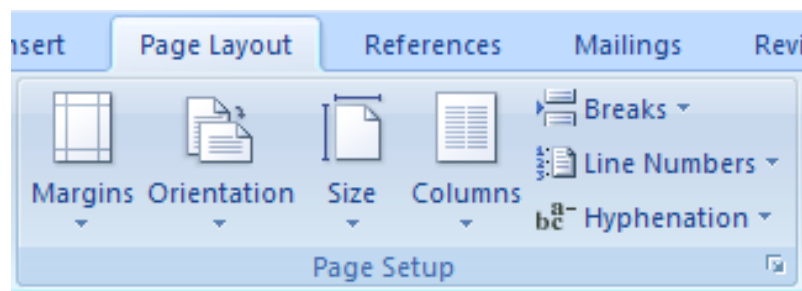 nsert Page Layout References Mailings Revi
Breaks
Line Numbers
Margins Orientation Size Columns
Hyphenation
Page Setup